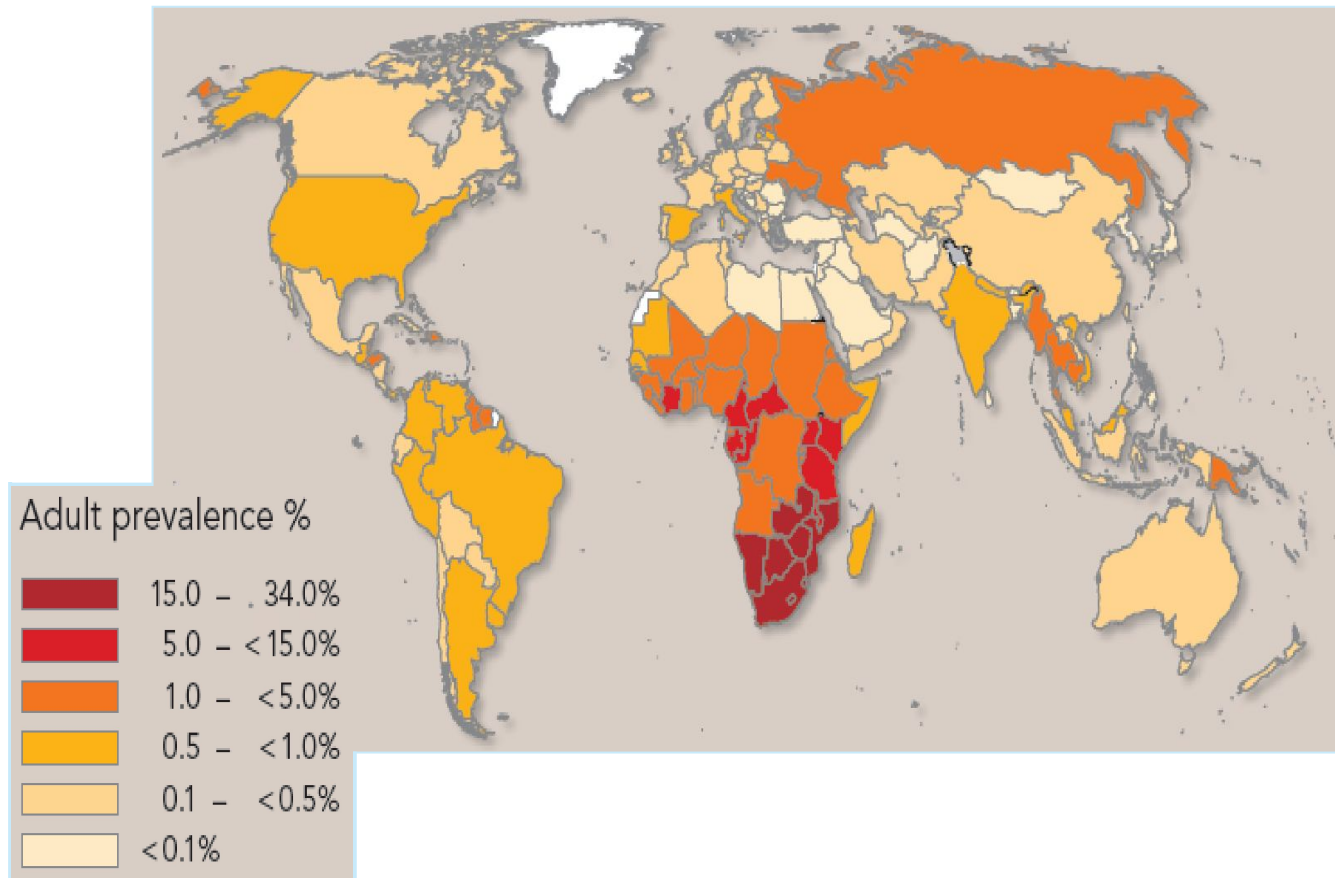 Adult prevalence %
15.0 – . 34.0%
5.0 – <15.0%
1.0 – <5.0%
0.5 – <1.0%
0.1 – <0.5%
<0.1%